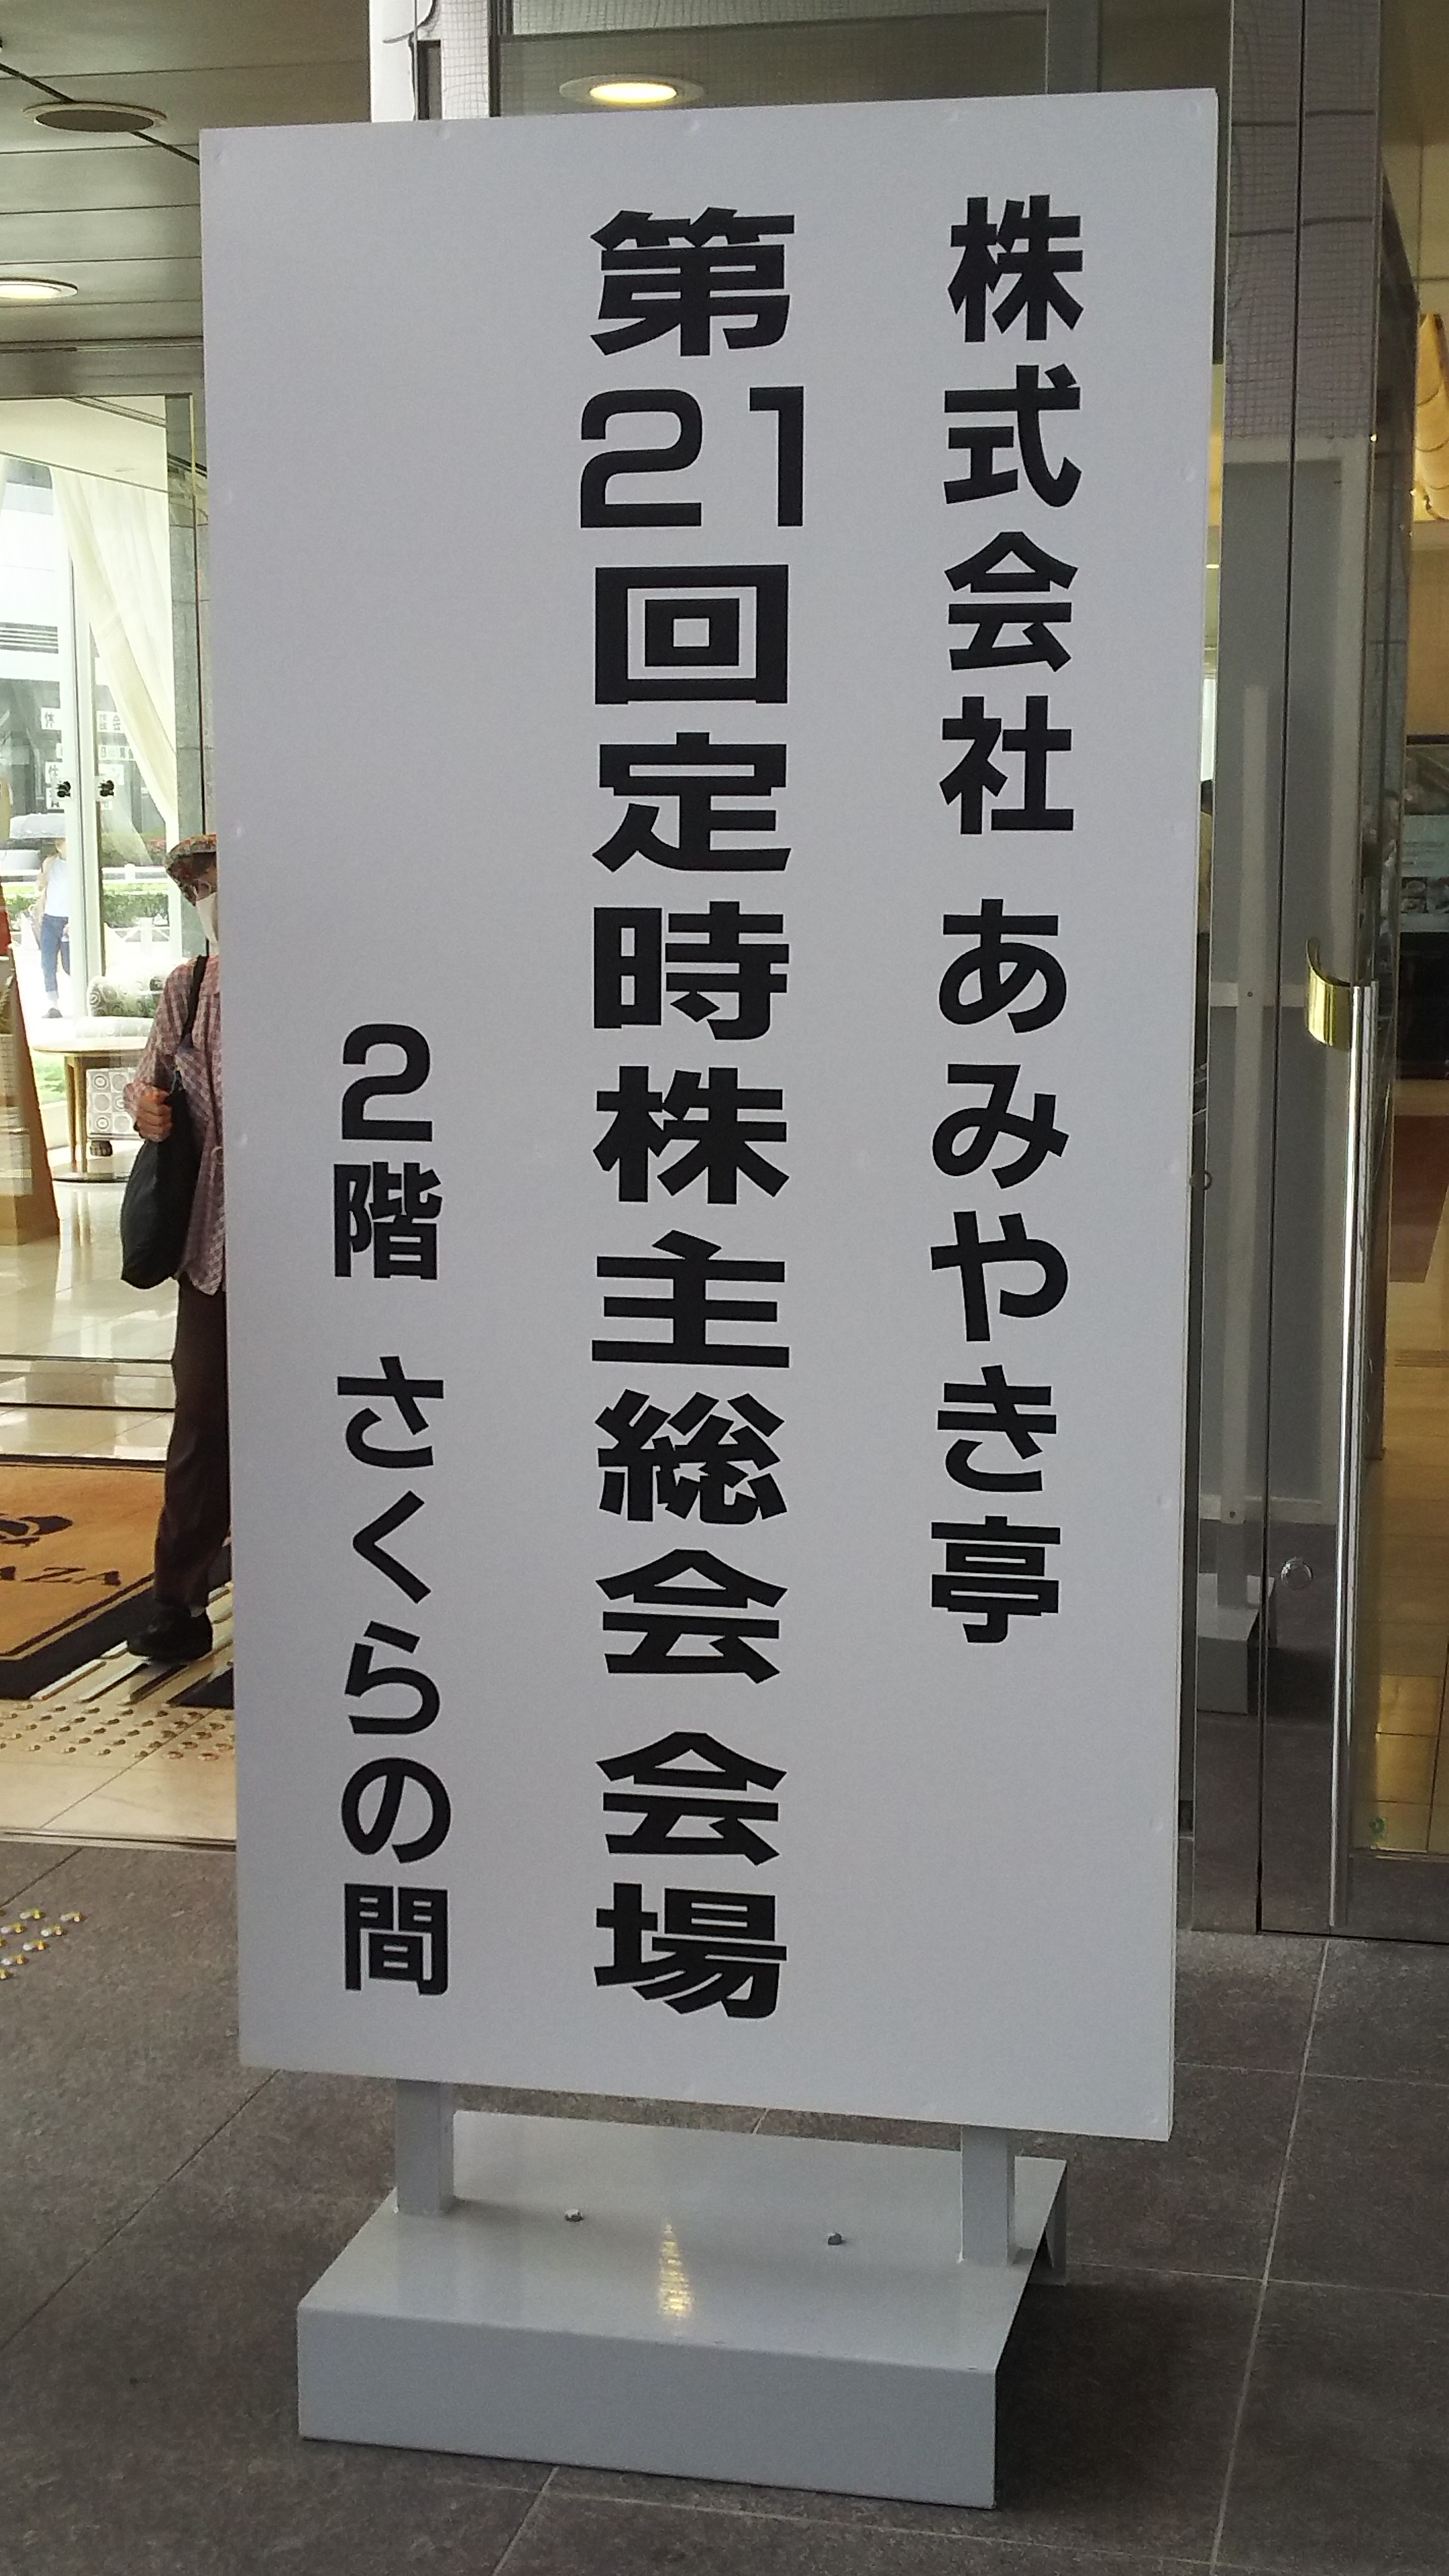 株式会社 あみやき亭
第21回定時株主総会 会場
2階 さくらの間